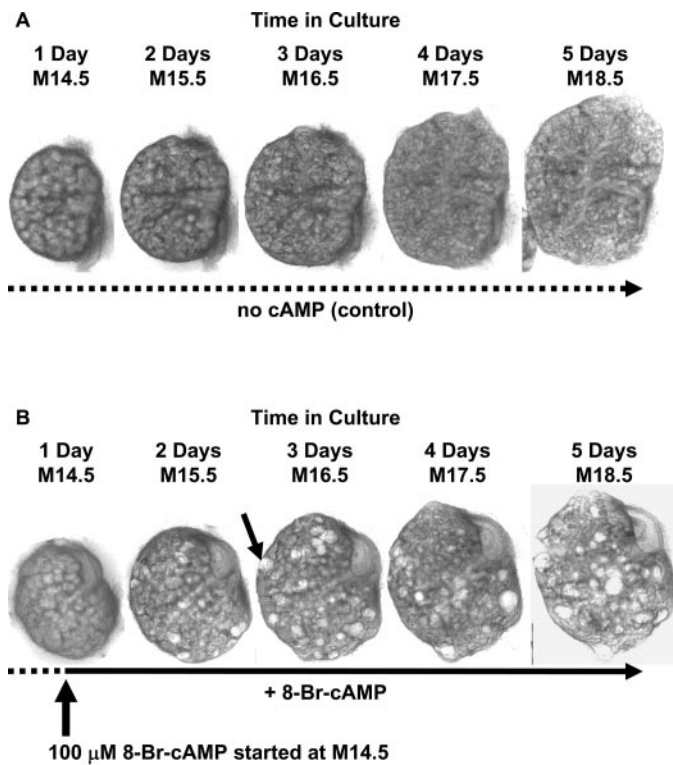 A
Time in Culture
1 Day 2 Days 3 Days 4 Days 5 Days
M14.5 M15.5 M16.5 M17.5 M18.5
no cAMP (control)
B
Time in Culture
1 Day 2 Days 3 Days 4 Days 5 Days
M14.5 M15.5 M16.5 M17.5 M18.5
+ 8-Br-cAMP
100 μM 8-Br-cAMP started at M14.5